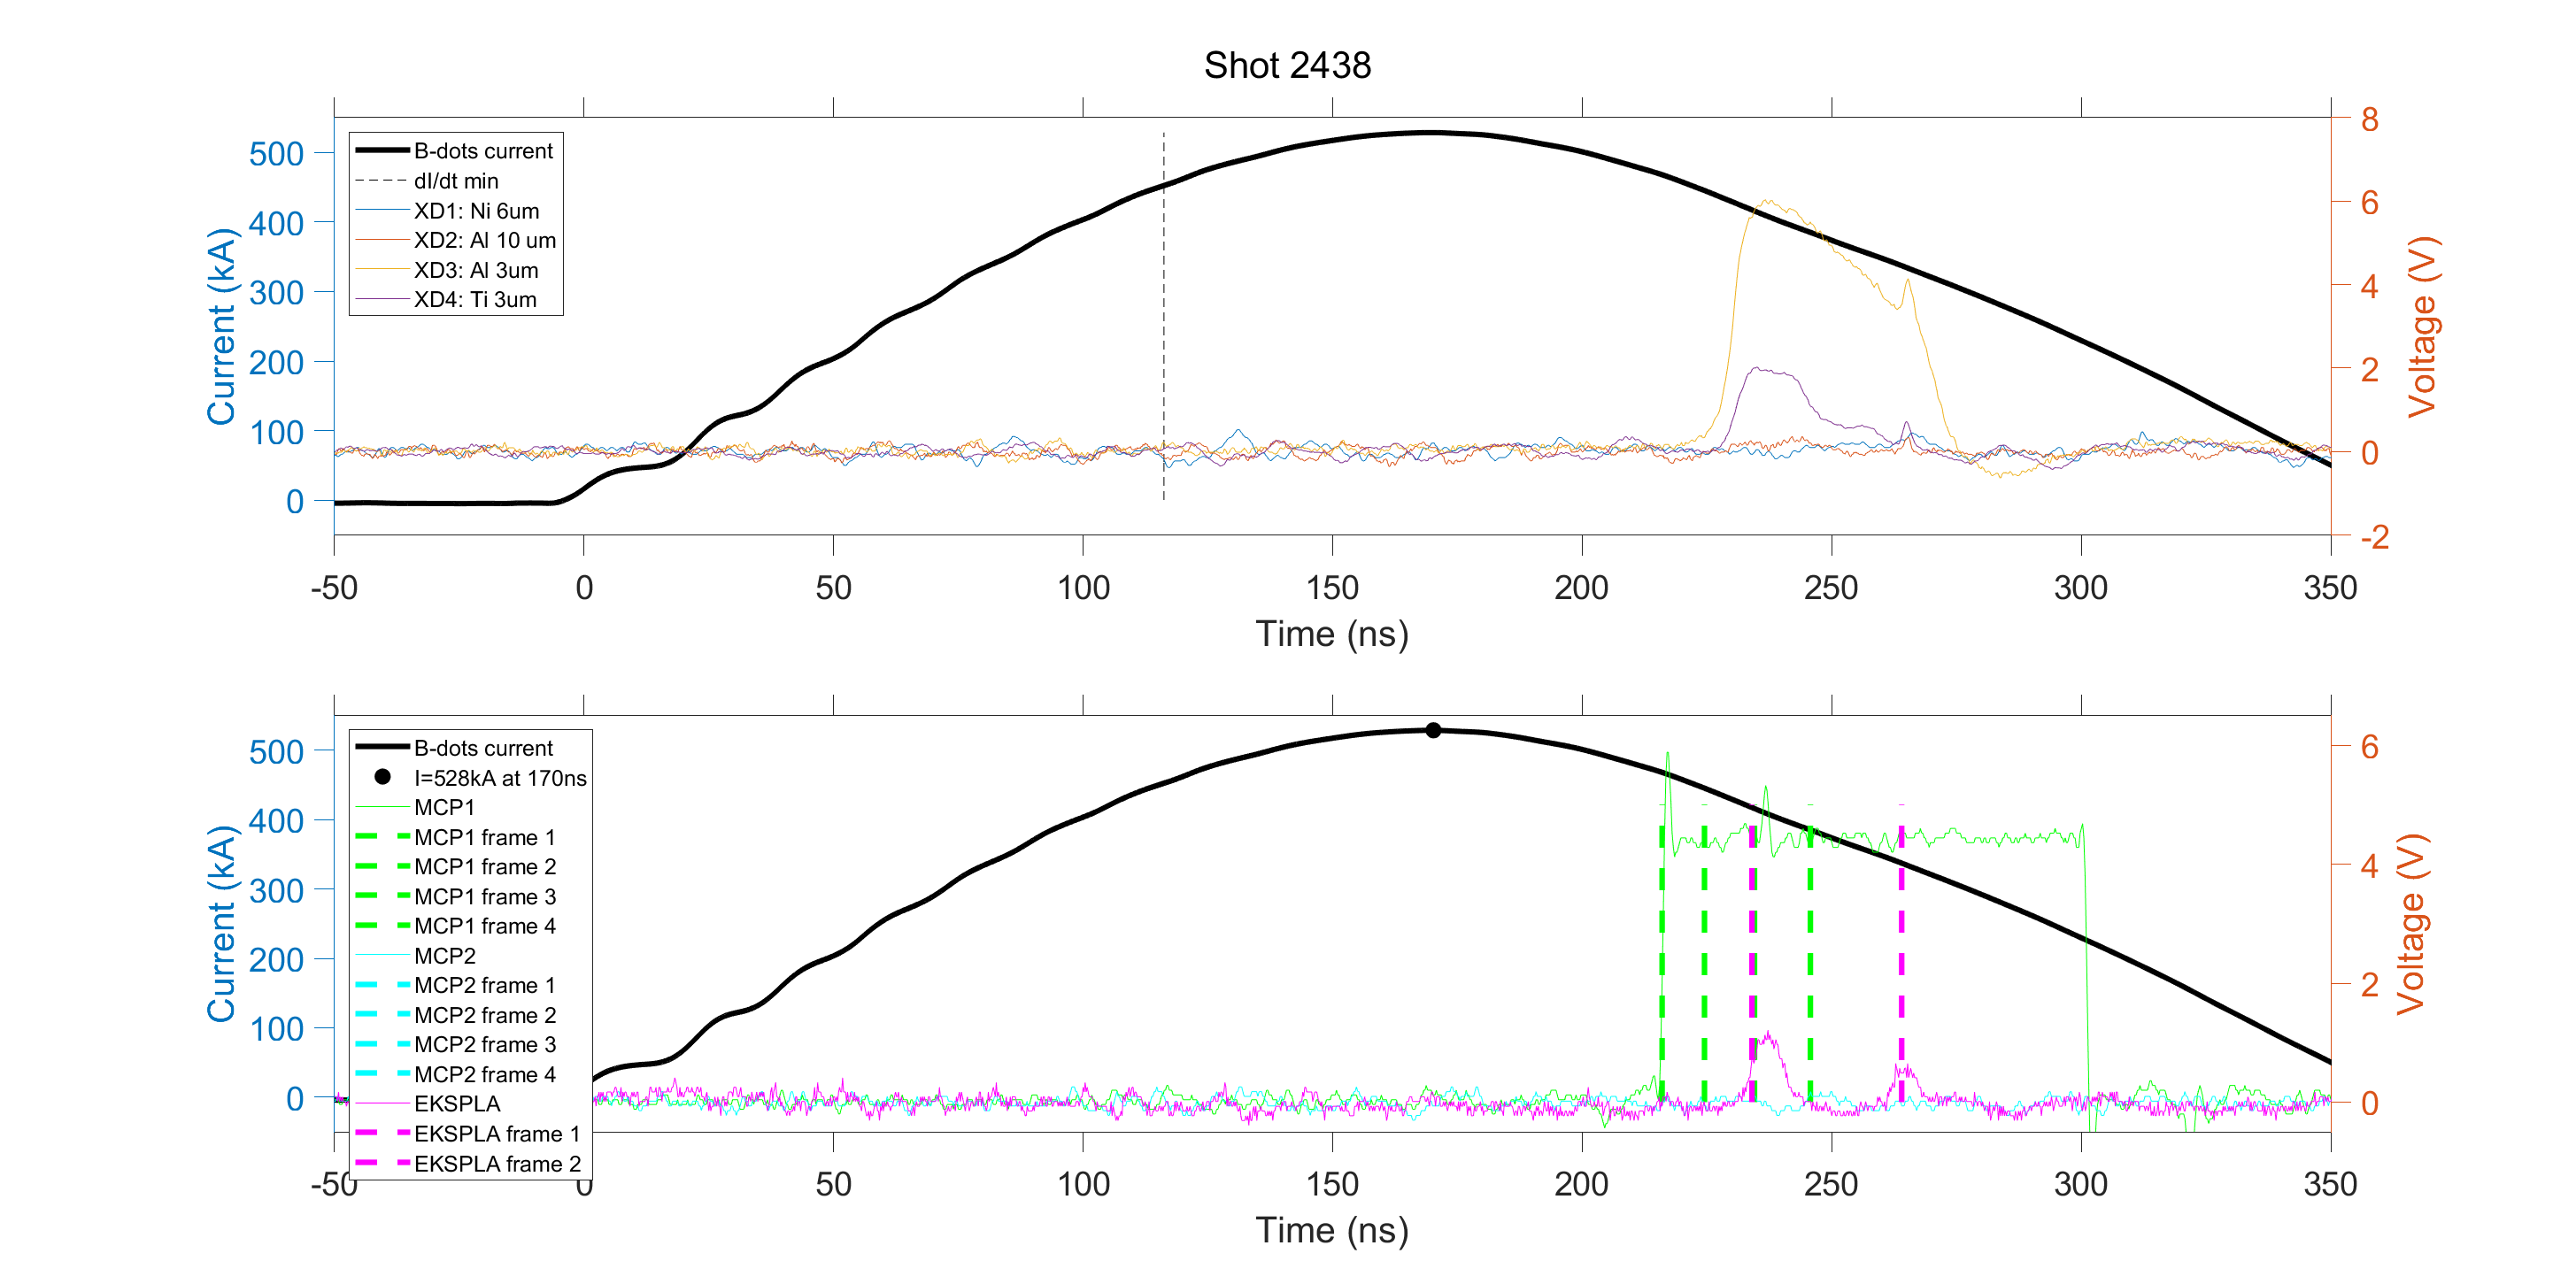 Shot 2438
Current (kA)
500
400
300
200
100
0
B-dots current
dI/dt min
XD1: Ni 6um
XD2: Al 10 um
XD3: Al 3um
XD4: Ti 3um
8
6
4
2
0
-2
Voltage (V)
-50 0 50 100 150 200 250 300 350
Time (ns)
Current (kA)
500
400
300
200
100
0
B-dots current
I=528kA at 170ns
MCP1
MCP1 frame 1
MCP1 frame 2
MCP1 frame 3
MCP1 frame 4
MCP2
MCP2 frame 1
MCP2 frame 2
MCP2 frame 3
MCP2 frame 4
EKSPLA
EKSPLA frame 1
EKSPLA frame 2
6
4
2
0
Voltage (V)
-50 0 50 100 150 200 250 300 350
Time (ns)